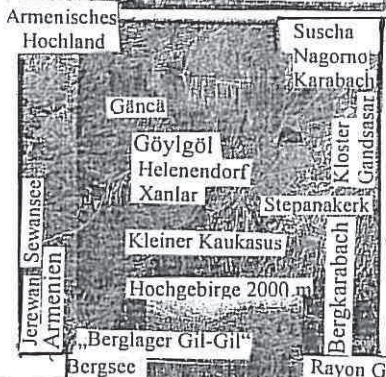 Armenisches
Hochland
Suscha
Nagorno
Karabach
Gäncä
Kloster
Gandsasar
Göylgöl
Helenendorf
Xanlar
Stepanakerk
Jerewan Sewansee
Armenien
Kleiner Kaukasus
Bergkarabach
Hochgebirge 2000 m
„Berglager Gil-Gil“
Bergsee
Rayon G